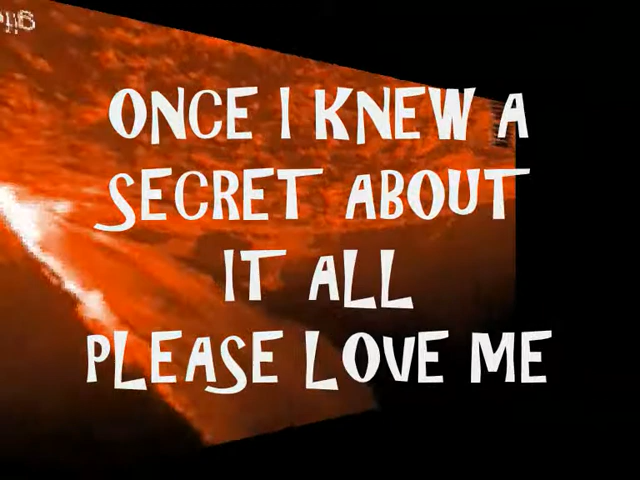 ONCE I KNEW A
SECRET ABOUT
IT ALL
PLEASE LOVE ME